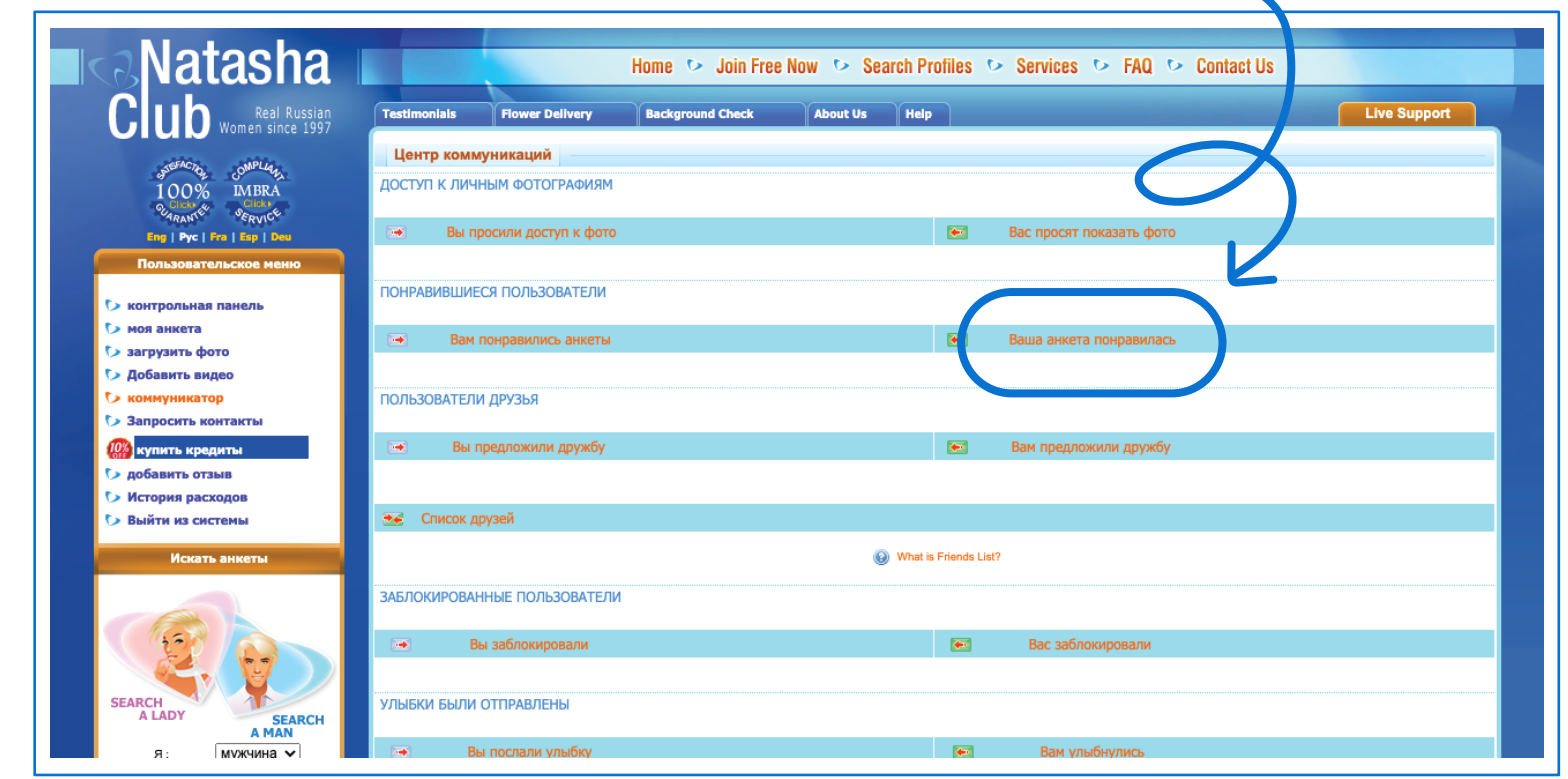 Natasha
Club
Real Russian
Women since 1997
Home Join Free Now Search Profiles Services FAQ Contact Us
Testimonials Flower Delivery Background Check About Us Help Live Support
SATISFACTION
100%
Click
GUARANTEE
COMPLIANT
IMBRA
Click
SERVICE
Eng | Рус | Fra | Esp | Deu
Пользовательское меню
контрольная панель
моя анкета
загрузить фото
Добавить видео
коммуникатор
Запросить контакты
10% OFF купить кредиты
добавить отзыв
История расходов
Выйти из системы
Искать анкеты
SEARCH
A LADY
SEARCH
A MAN
Я : мужчина
Центр коммуникаций
ДОСТУП К ЛИЧНЫМ ФОТОГРАФИЯМ
Вы просили доступ к фото Вас просят показать фото
ПОНРАВИВШИЕСЯ ПОЛЬЗОВАТЕЛИ
Вам понравились анкеты Ваша анкета понравилась
ПОЛЬЗОВАТЕЛИ ДРУЗЬЯ
Вы предложили дружбу Вам предложили дружбу
Список друзей
What is Friends List?
ЗАБЛОКИРОВАННЫЕ ПОЛЬЗОВАТЕЛИ
Вы заблокировали Вас заблокировали
УЛЫБКИ БЫЛИ ОТПРАВЛЕНЫ
Вы послали улыбку Вам улыбнулись